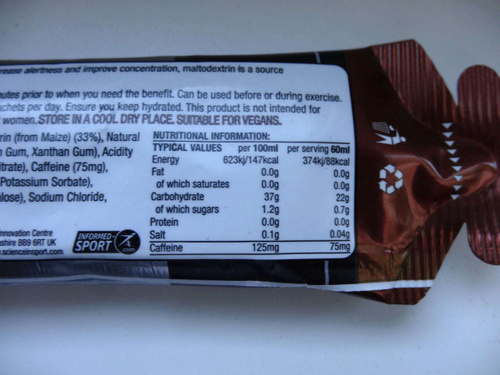 crease alertness and improve concentration, maltodextrin is a source
nutes prior to when you need the benefit. Can be used before or during exercise.
achets per day. Ensure you keep hydrated. This product is not intended for
women. STORE IN A COOL DRY PLACE. SUITABLE FOR VEGANS.
rin (from Maize) (33%), Natural
Gum, Xanthan Gum), Acidity
itrate), Caffeine (75mg),
Potassium Sorbate),
alose), Sodium Chloride,
nnovation Centre
shire BB9 6RT UK
.scienceinsport.com
INFORMED-
SPORT
NUTRITIONAL INFORMATION:
TYPICAL VALUES per 100ml per serving 60ml
Energy 623kj/147kcal 374kj/88kcal
Fat 0.0g 0.0g
of which saturates 0.0g 0.0g
Carbohydrate 37g 22g
of which sugars 1.2g 0.7g
Protein 0.0g 0.0g
Salt 0.1g 0.04g
Caffeine 125mg 75mg